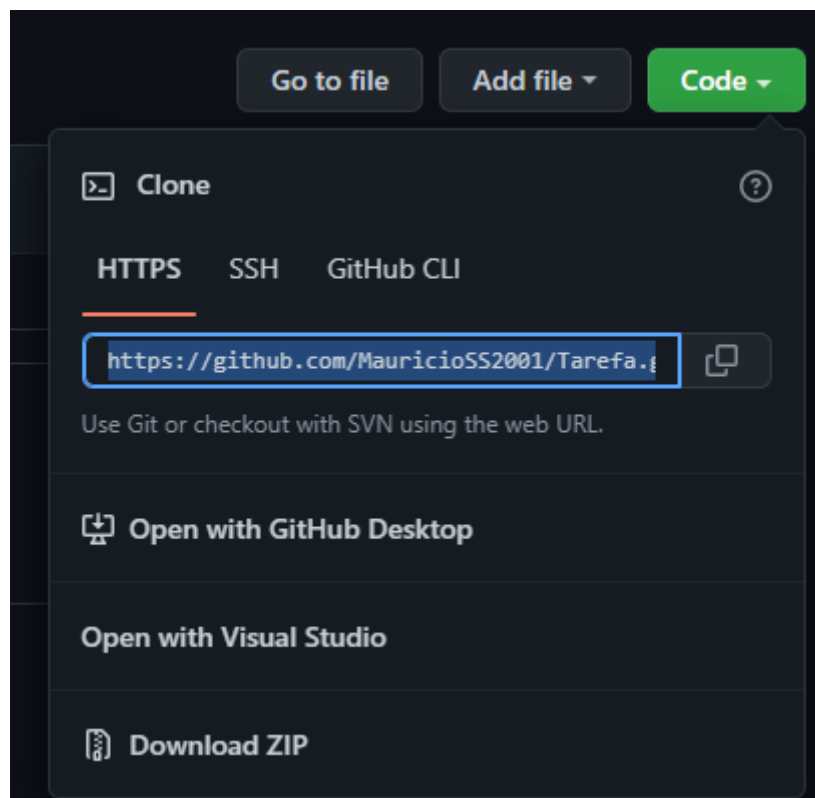 Go to file Add file Code
Clone
HTTPS SSH GitHub CLI
https://github.com/MauricioSS2001/Tarefa.g
Use Git or checkout with SVN using the web URL.
Open with GitHub Desktop
Open with Visual Studio
Download ZIP